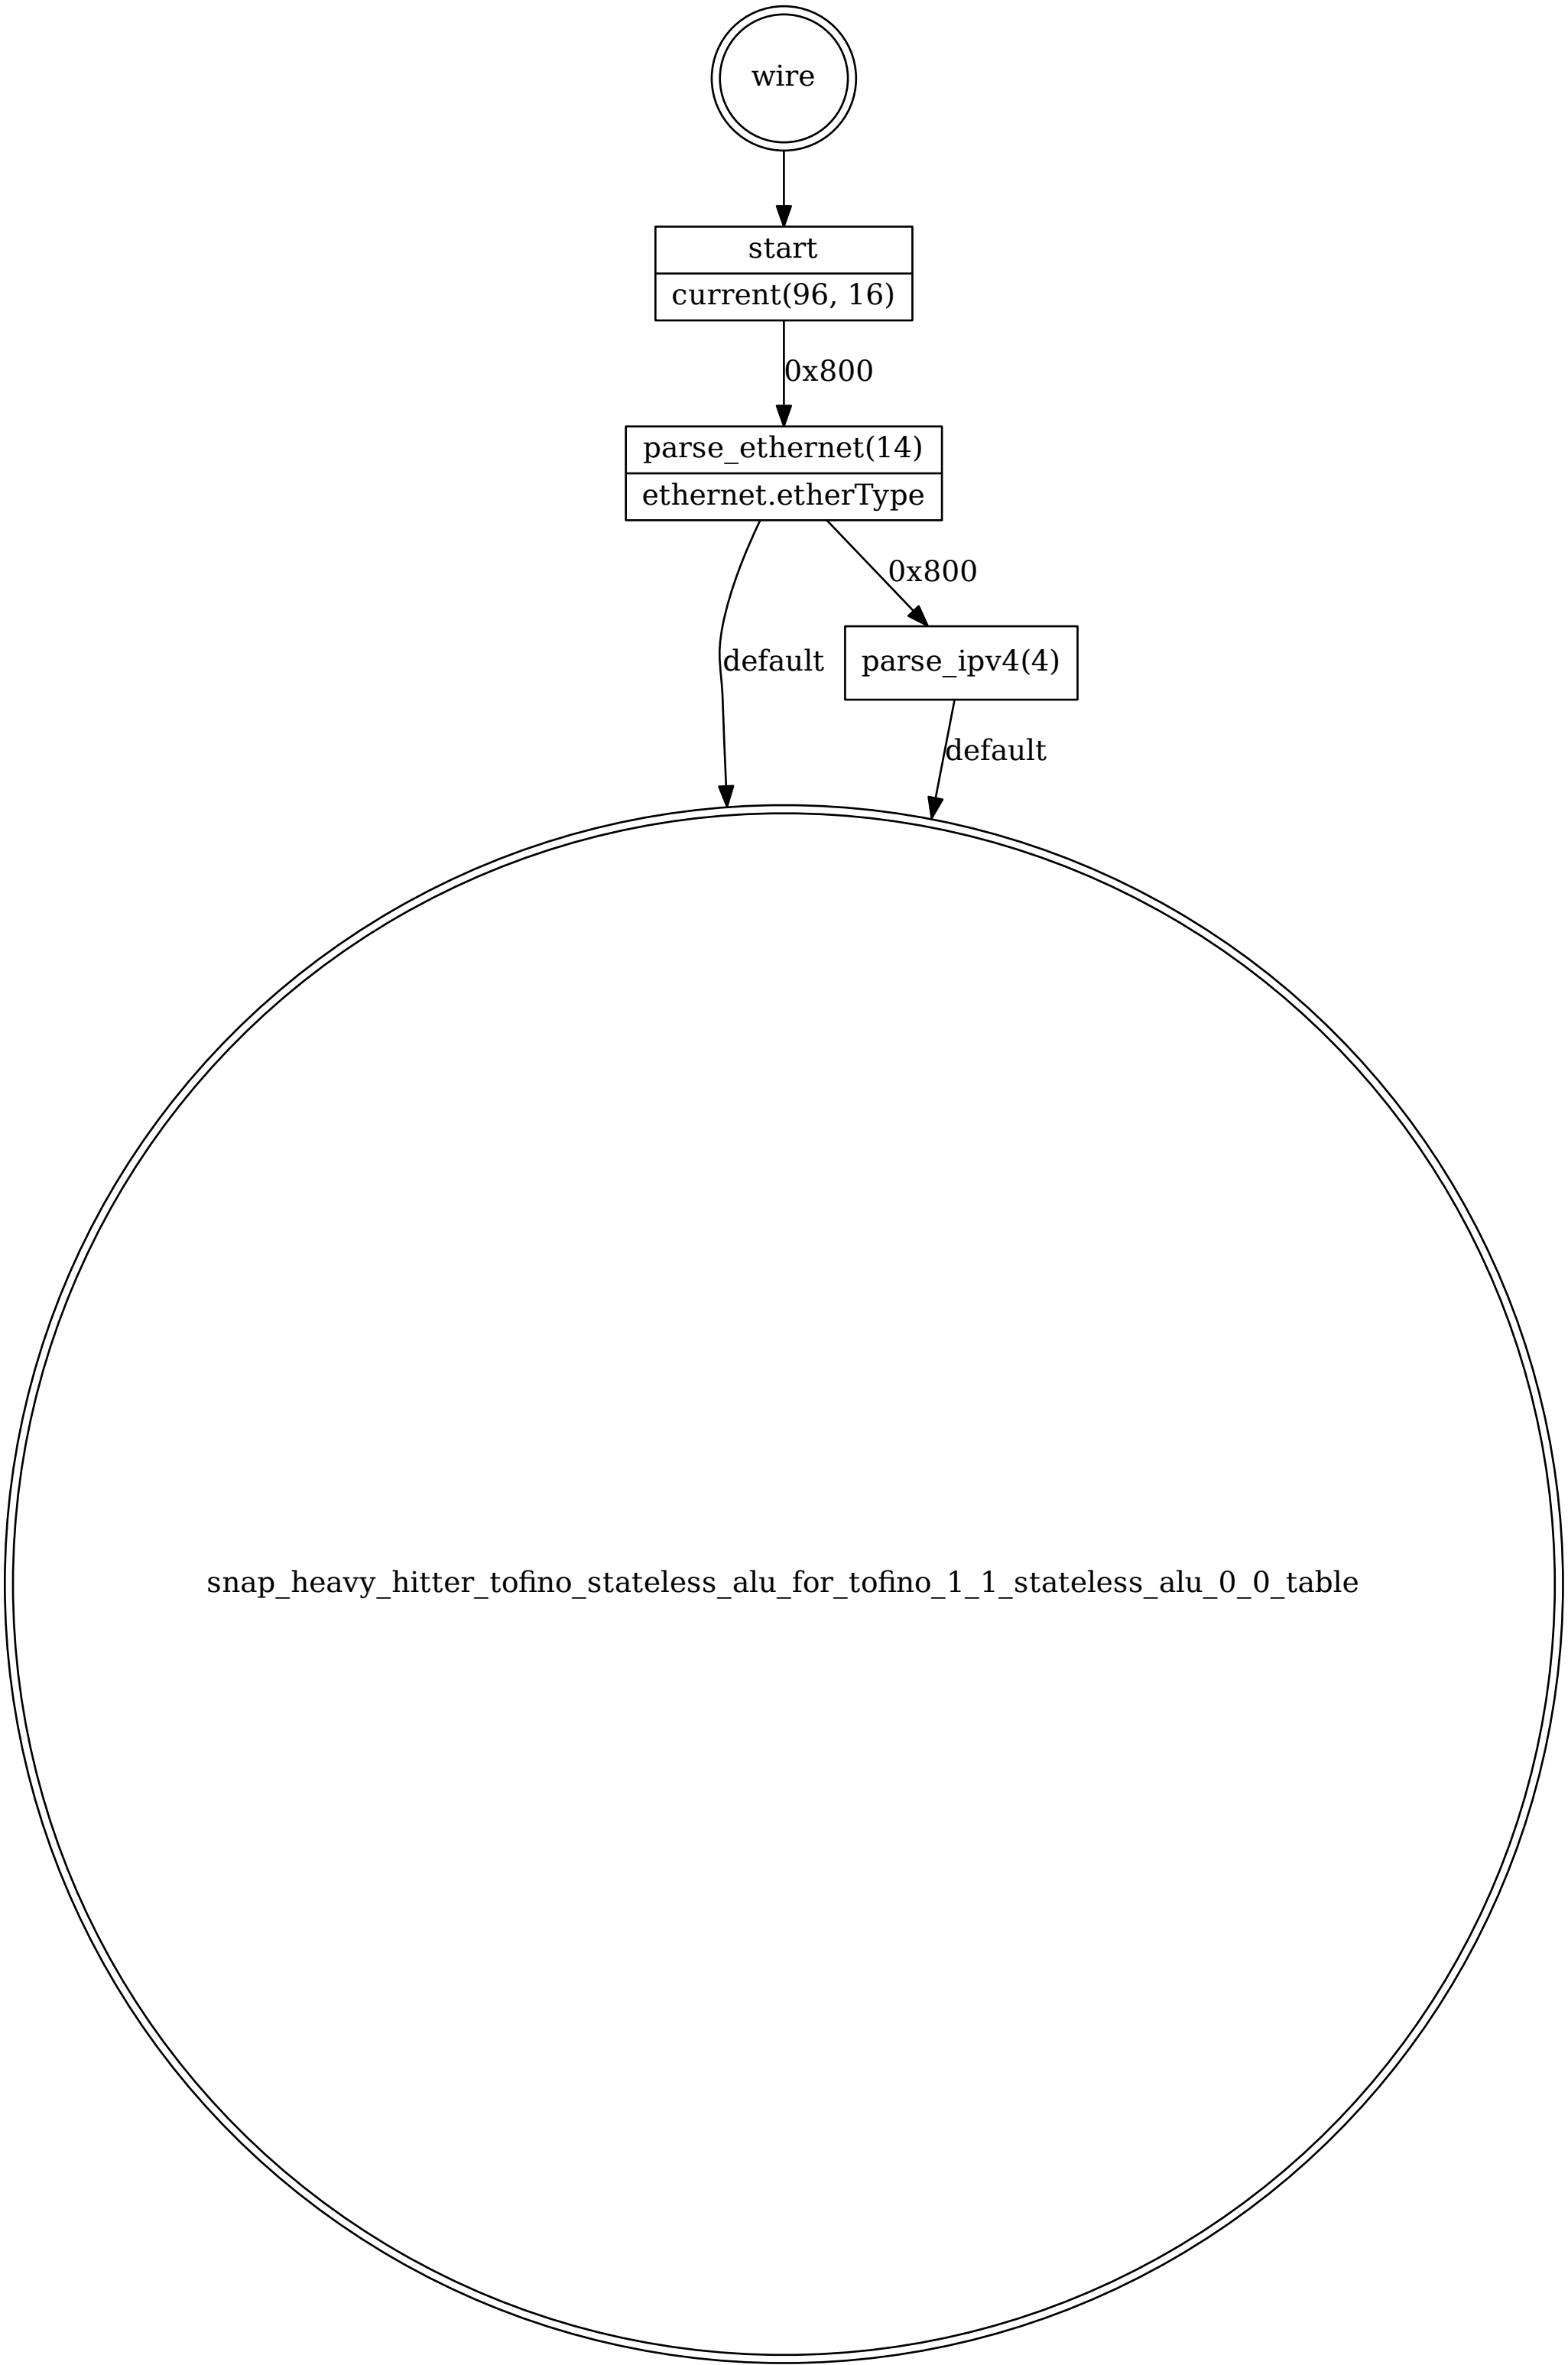 wire
start
current(96, 16)
0x800
parse_ethernet(14)
ethernet.etherType
0x800
default
parse_ipv4(4)
default
snap_heavy_hitter_tofino_stateless_alu_for_tofino_1_1_stateless_alu_0_0_table